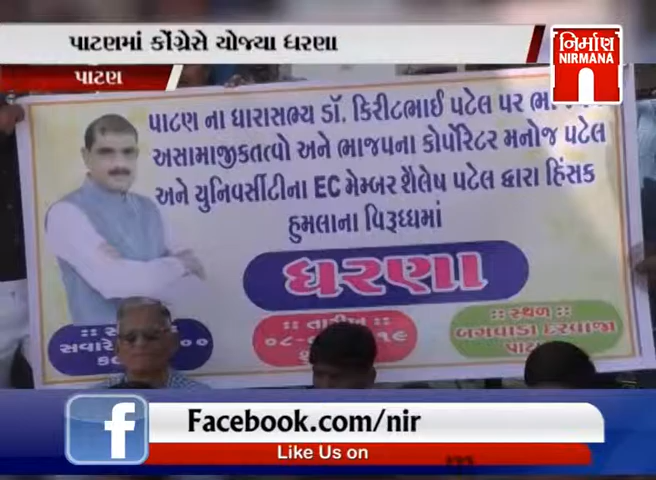 પાટણમાં કોંગ્રેસે યોજ્યા ધરણા
નિર્માણ
NIRMANA
પાટણ
પાટણ ના ધારાસભ્ય ડૉ. કિરીટભાઈ પટેલ પર
અસામાજીકતત્વો અને ભાજપના કોર્પોરેટર મનોજ પટેલ
અને યુનિવર્સીટીના EC મેમ્બર શૈલેષ પટેલ દ્વારા હિંસક
હુમલાના વિરૂધ્ધમાં
ધરણા
:: તારીખ ::
:: સ્થળ ::
સવારે
બગવાડા દરવાજા
Facebook.com/nir
Like Us on